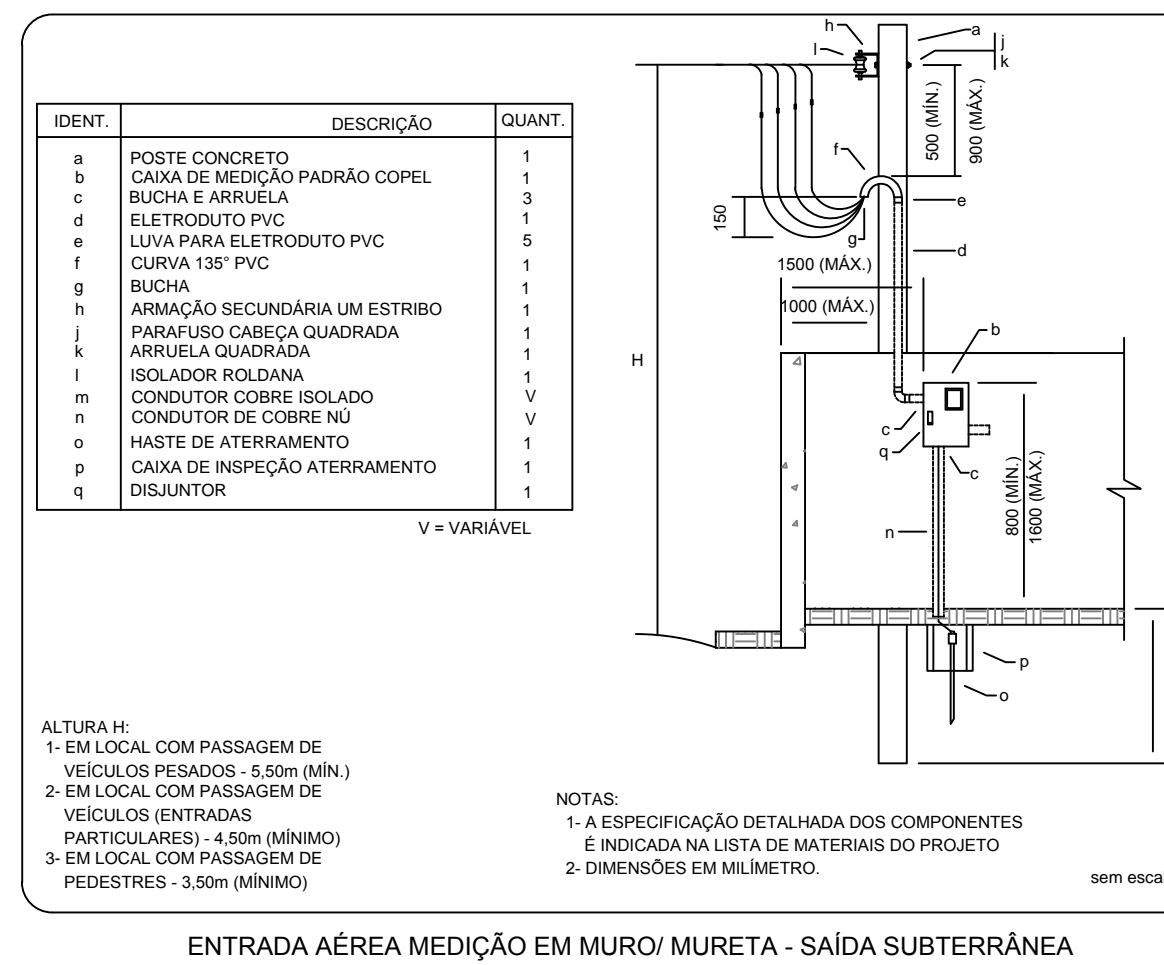 IDENT. DESCRIÇÃO QUANT.
a POSTE CONCRETO 1
b CAIXA DE MEDIÇÃO PADRÃO COPEL 1
c BUCHA E ARRUELA 3
d ELETRODUTO PVC 1
e LUVA PARA ELETRODUTO PVC 5
f CURVA 135° PVC 1
g BUCHA 1
h ARMAÇÃO SECUNDÁRIA UM ESTRIBO 1
j PARAFUSO CABEÇA QUADRADA 1
k ARRUELA QUADRADA 1
l ISOLADOR ROLDANA 1
m CONDUTOR COBRE ISOLADO V
n CONDUTOR DE COBRE NÚ V
o HASTE DE ATERRAMENTO 1
p CAIXA DE INSPEÇÃO ATERRAMENTO 1
q DISJUNTOR 1
V = VARIÁVEL
h
a
l
j
k
500 (MÍN.)
900 (MÁX.)
f
e
150
g
d
1500 (MÁX.)
1000 (MÁX.)
b
H
c
q
c
800 (MÍN.)
1600 (MÁX.)
n
p
o
ALTURA H:
1- EM LOCAL COM PASSAGEM DE
VEÍCULOS PESADOS - 5,50m (MÍN.)
2- EM LOCAL COM PASSAGEM DE
VEÍCULOS (ENTRADAS
PARTICULARES) - 4,50m (MÍNIMO)
3- EM LOCAL COM PASSAGEM DE
PEDESTRES - 3,50m (MÍNIMO)
NOTAS:
1- A ESPECIFICAÇÃO DETALHADA DOS COMPONENTES
É INDICADA NA LISTA DE MATERIAIS DO PROJETO
2- DIMENSÕES EM MILÍMETRO.
sem escal
ENTRADA AÉREA MEDIÇÃO EM MURO/ MURETA - SAÍDA SUBTERRÂNEA